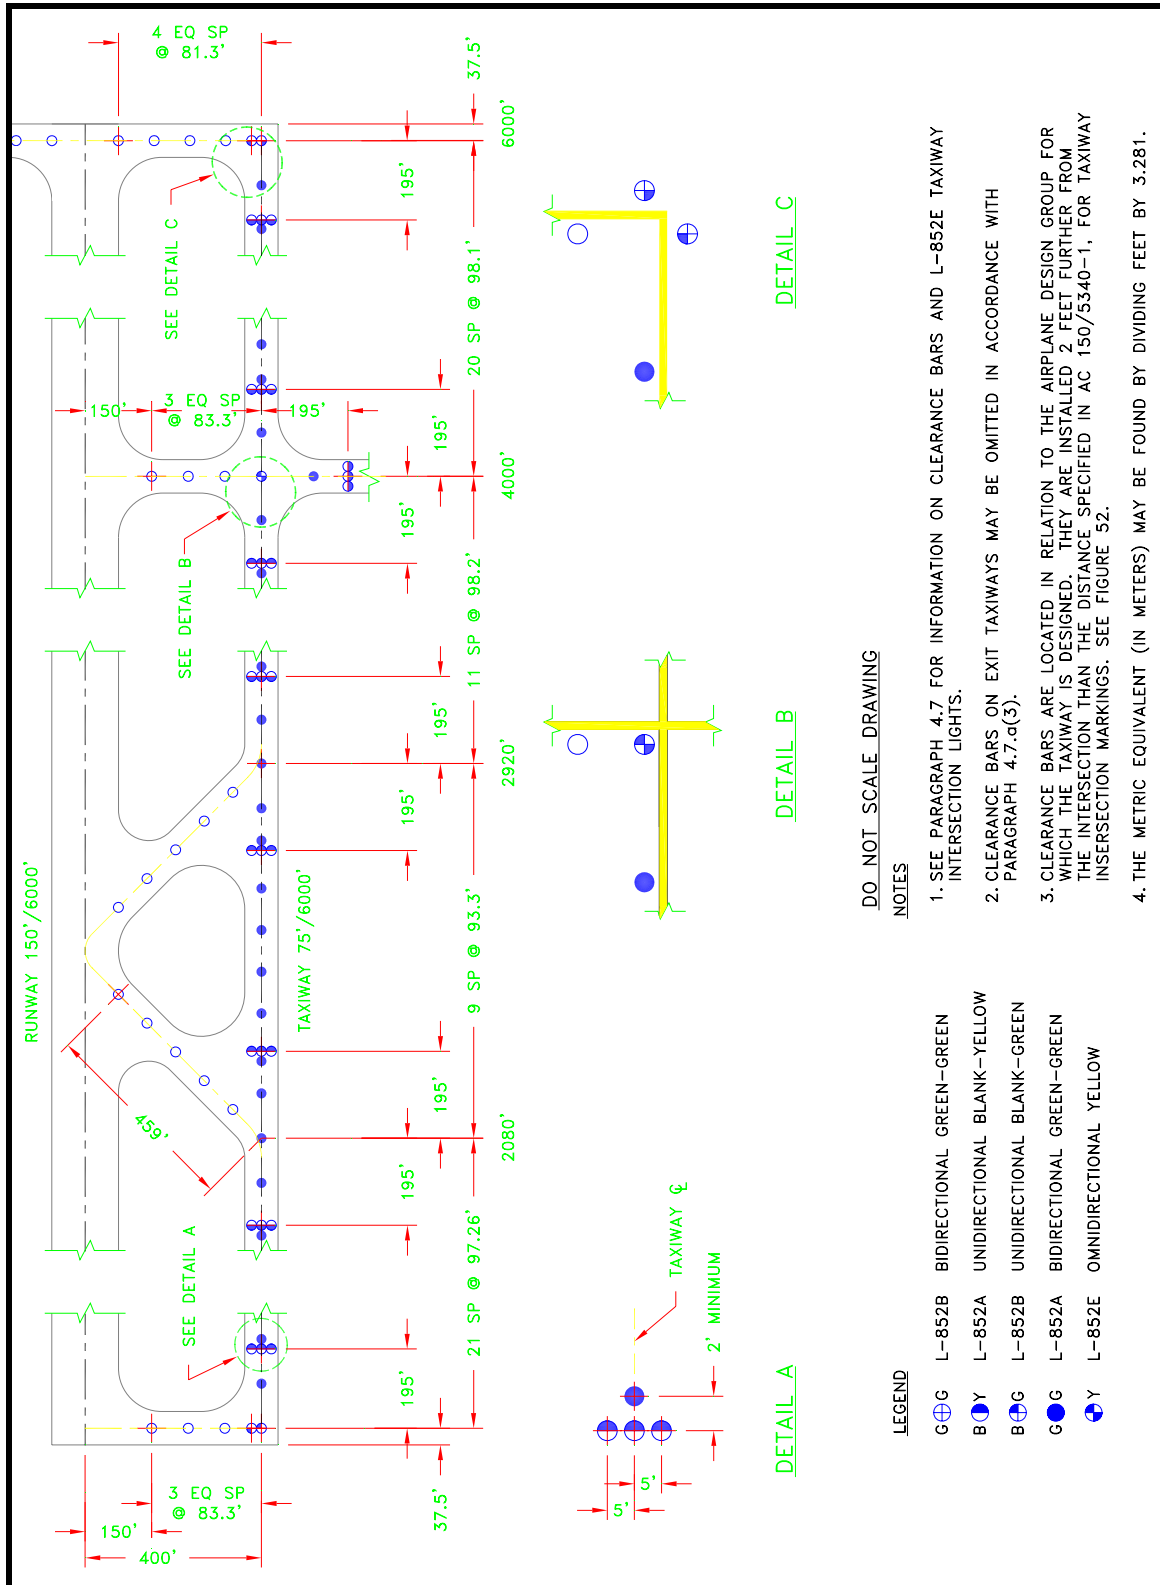 4 EQ SP
@ 81.3'
37.5'
6000'
195'
SEE DETAIL C
20 SP @ 98.1'
150'
3 EQ SP
@ 83.3'
195'
195'
4000'
195'
SEE DETAIL B
11 SP @ 98.2'
195'
2920'
195'
RUNWAY 150'/6000'
TAXIWAY 75'/6000'
9 SP @ 93.3'
195'
459'
2080'
195'
SEE DETAIL A
21 SP @ 97.26'
195'
3 EQ SP
@ 83.3'
37.5'
150'
400'
DETAIL C
DETAIL B
TAXIWAY ℄
2' MINIMUM
5'
5'
DETAIL A
DO NOT SCALE DRAWING
NOTES
1. SEE PARAGRAPH 4.7 FOR INFORMATION ON CLEARANCE BARS AND L-852E TAXIWAY
INTERSECTION LIGHTS.
2. CLEARANCE BARS ON EXIT TAXIWAYS MAY BE OMITTED IN ACCORDANCE WITH
PARAGRAPH 4.7.a(3).
3. CLEARANCE BARS ARE LOCATED IN RELATION TO THE AIRPLANE DESIGN GROUP FOR
WHICH THE TAXIWAY IS DESIGNED. THEY ARE INSTALLED 2 FEET FURTHER FROM
THE INTERSECTION THAN THE DISTANCE SPECIFIED IN AC 150/5340-1, FOR TAXIWAY
INSERSECTION MARKINGS. SEE FIGURE 52.
4. THE METRIC EQUIVALENT (IN METERS) MAY BE FOUND BY DIVIDING FEET BY 3.281.
LEGEND
G G L-852B BIDIRECTIONAL GREEN-GREEN
B Y L-852A UNIDIRECTIONAL BLANK-YELLOW
B G L-852B UNIDIRECTIONAL BLANK-GREEN
G G L-852A BIDIRECTIONAL GREEN-GREEN
Y L-852E OMNIDIRECTIONAL YELLOW